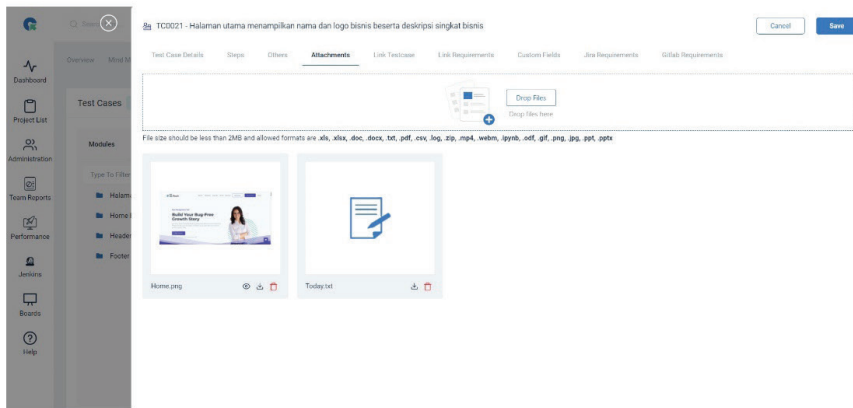 TC0021 - Halaman utama menampilkan nama dan logo bisnis beserta deskripsi singkat bisnis
Cancel
Save
Test Case Details
Steps
Others
Attachments
Link Testcase
Link Requirements
Custom Fields
Jira Requirements
Gitlab Requirements
Overview
Mind M
Dashboard
Project List
Administration
Team Reports
Performance
Jenkins
Boards
Help
Test Cases
Modules
Type To Filter
Halam
Home
Header
Footer
Drop Files
Drop files here
File size should be less than 2MB and allowed formats are .xls, .xlsx, .doc, .docx, .txt, .pdf, .csv, .log, .zip, .mp4, .webm, .ipynb, .odf, .gif, .png, .jpg, .ppt, .pptx
Build Your Bug-Free
Growth Story
Home.png
Today.txt